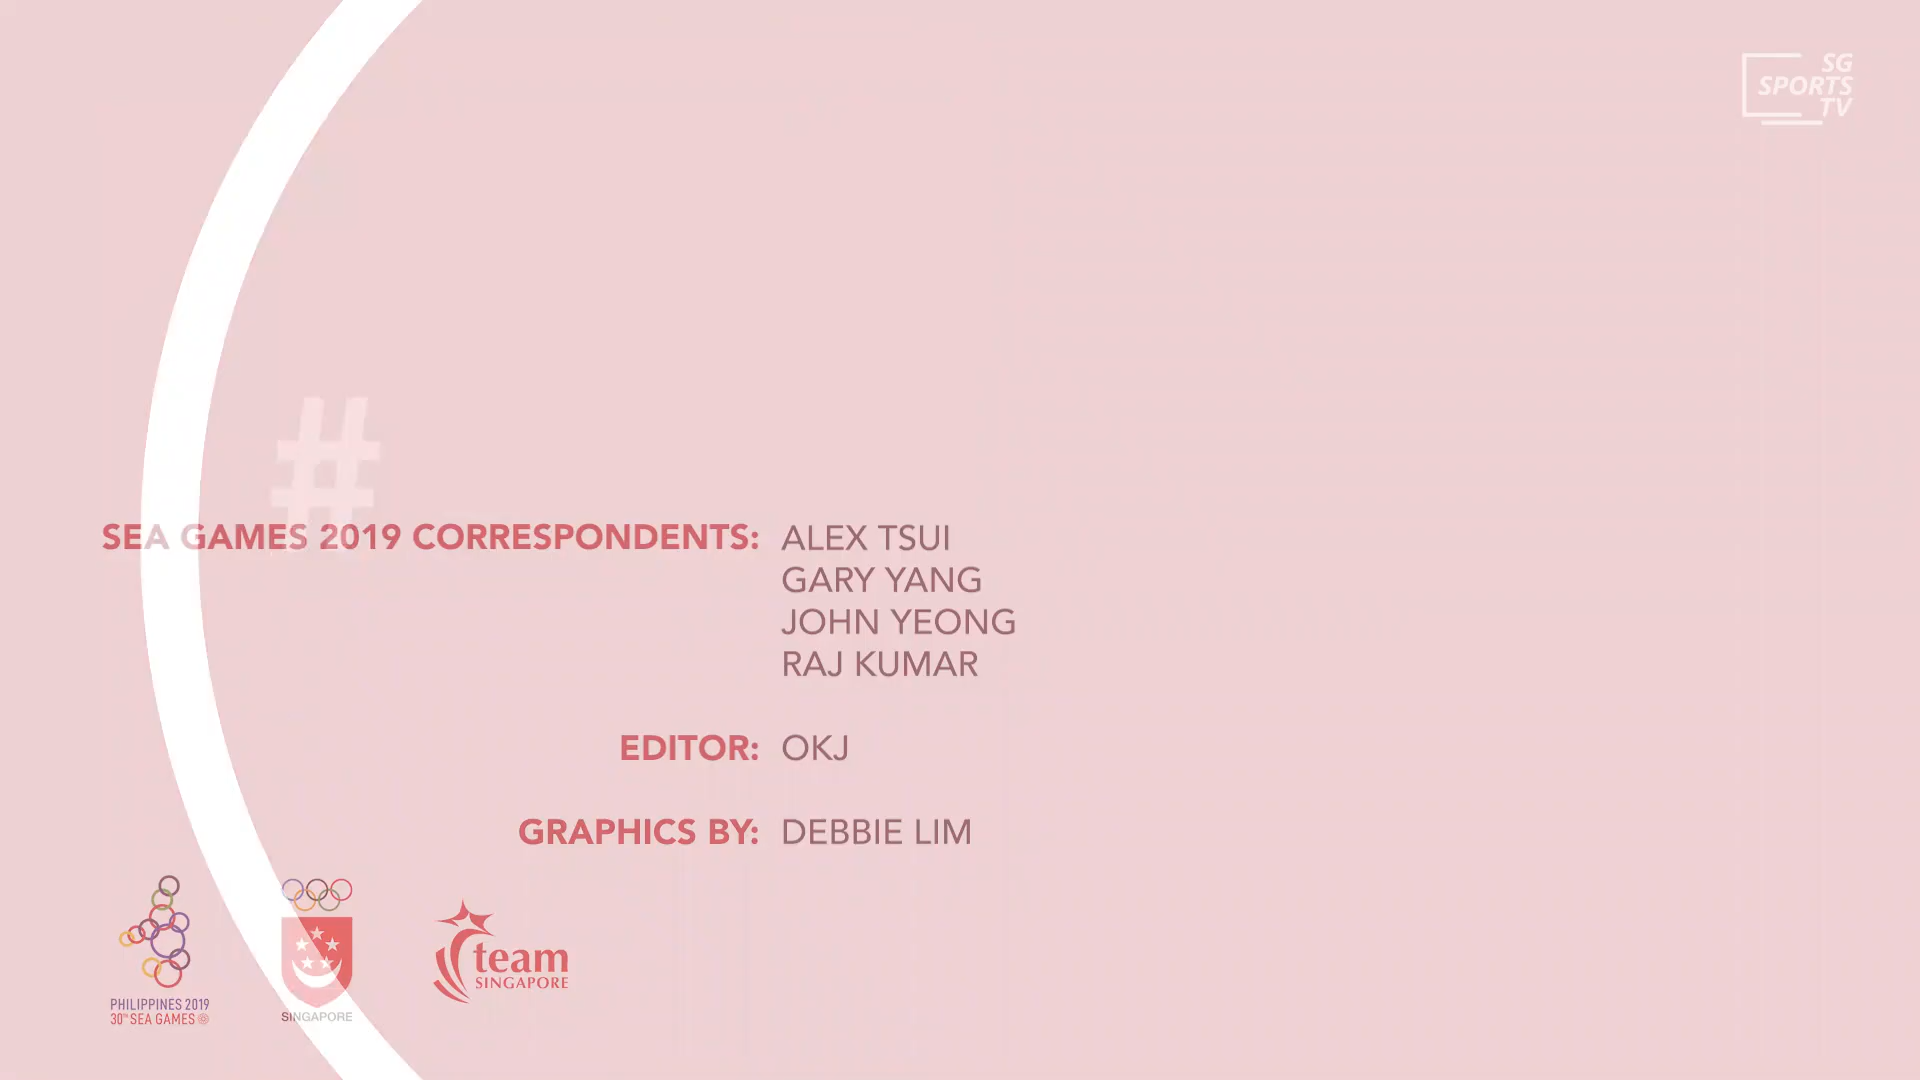 SG
SPORTS
TV
#
SEA GAMES 2019 CORRESPONDENTS: ALEX TSUI
GARY YANG
JOHN YEONG
RAJ KUMAR
EDITOR: OKJ
GRAPHICS BY: DEBBIE LIM
PHILIPPINES 2019
30TH SEA GAMES
SINGAPORE
team
SINGAPORE